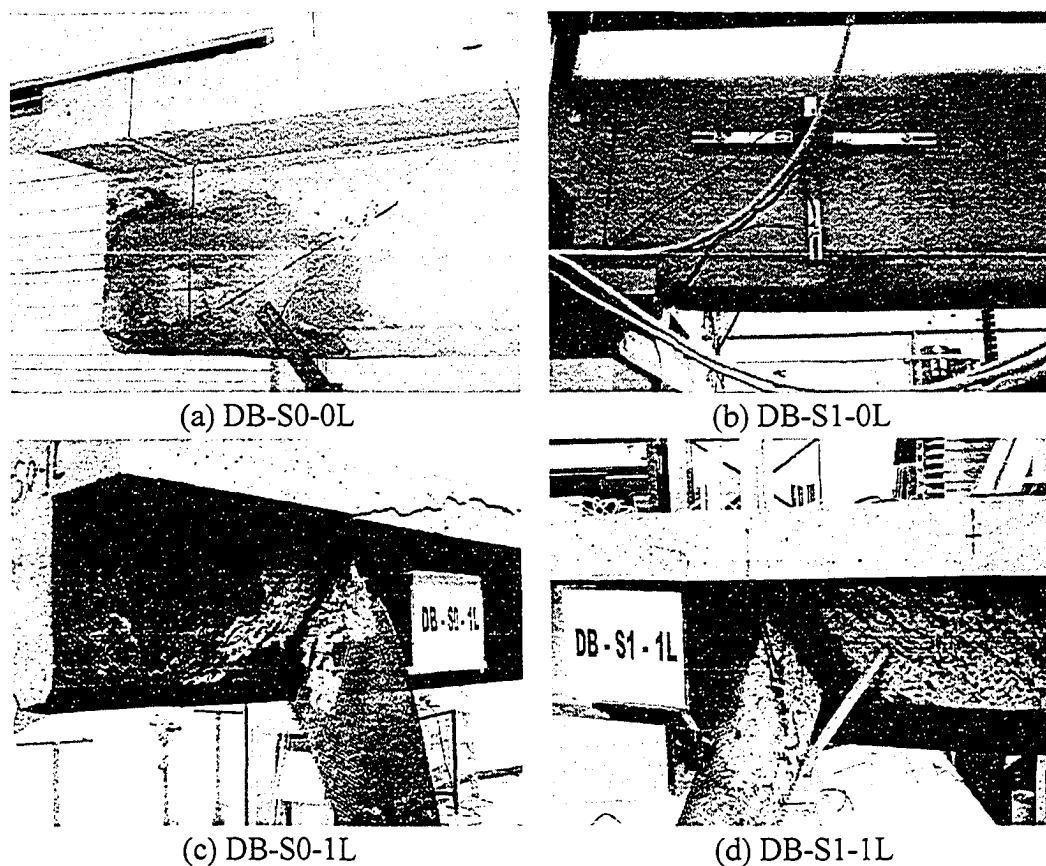 (a) DB-S0-0L
(b) DB-S1-0L
DB - S0 - 1L
DB - S1 - 1L
(c) DB-S0-1L
(d) DB-S1-1L